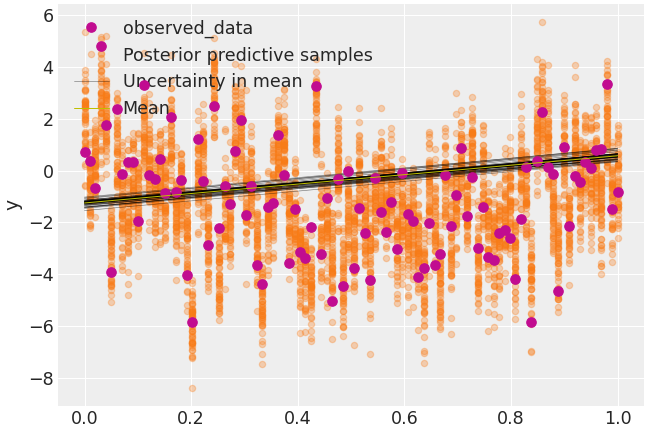 observed_data
Posterior predictive samples
Uncertainty in mean
Mean
6
4
2
0
−2
−4
−6
−8
y
0.0 0.2 0.4 0.6 0.8 1.0